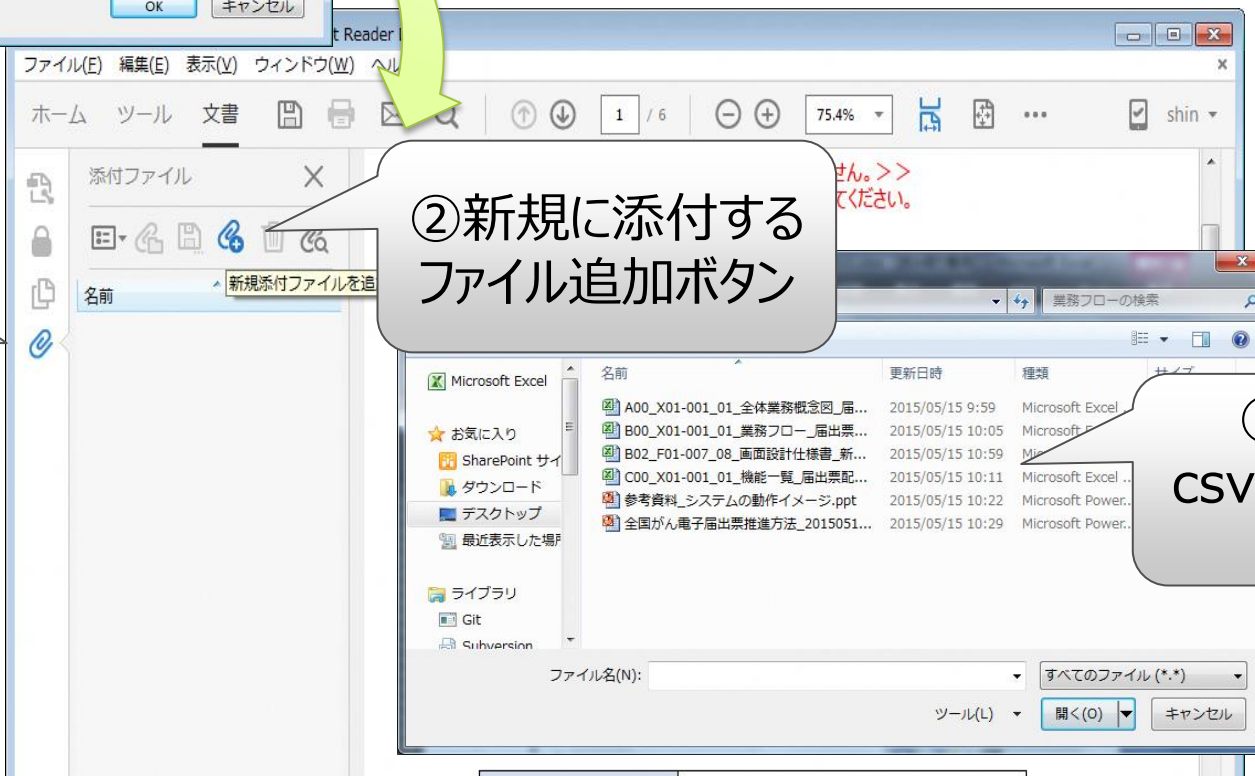 OK キャンセル
t Reader
ファイル(F) 編集(E) 表示(V) ウィンドウ(W) ヘル
×
ホーム ツール 文書 1 / 6 75.4% shin
添付ファイル
せん。>>
てください。
②新規に添付する
ファイル追加ボタン
新規添付ファイルを追
名前
業務フローの検索
Microsoft Excel
お気に入り
SharePoint サイ
ダウンロード
デスクトップ
最近表示した場所
ライブラリ
Git
Subversion
名前 更新日時 種類 サイズ
A00_X01-001_01_全体業務概念図_届... 2015/05/15 9:59 Microsoft Excel
B00_X01-001_01_業務フロー_届出票... 2015/05/15 10:05 Microsoft
B02_F01-007_08_画面設計仕様書_新... 2015/05/15 10:59
C00_X01-001_01_機能一覧_届出票配... 2015/05/15 10:11 Microsoft Excel ...
参考資料_システムの動作イメージ.ppt 2015/05/15 10:22 Microsoft Power...
全国がん電子届出票推進方法_2015051... 2015/05/15 10:29 Microsoft Power...
CSV
ファイル名(N): すべてのファイル (*.*)
ツール(L) 開く(O) キャンセル